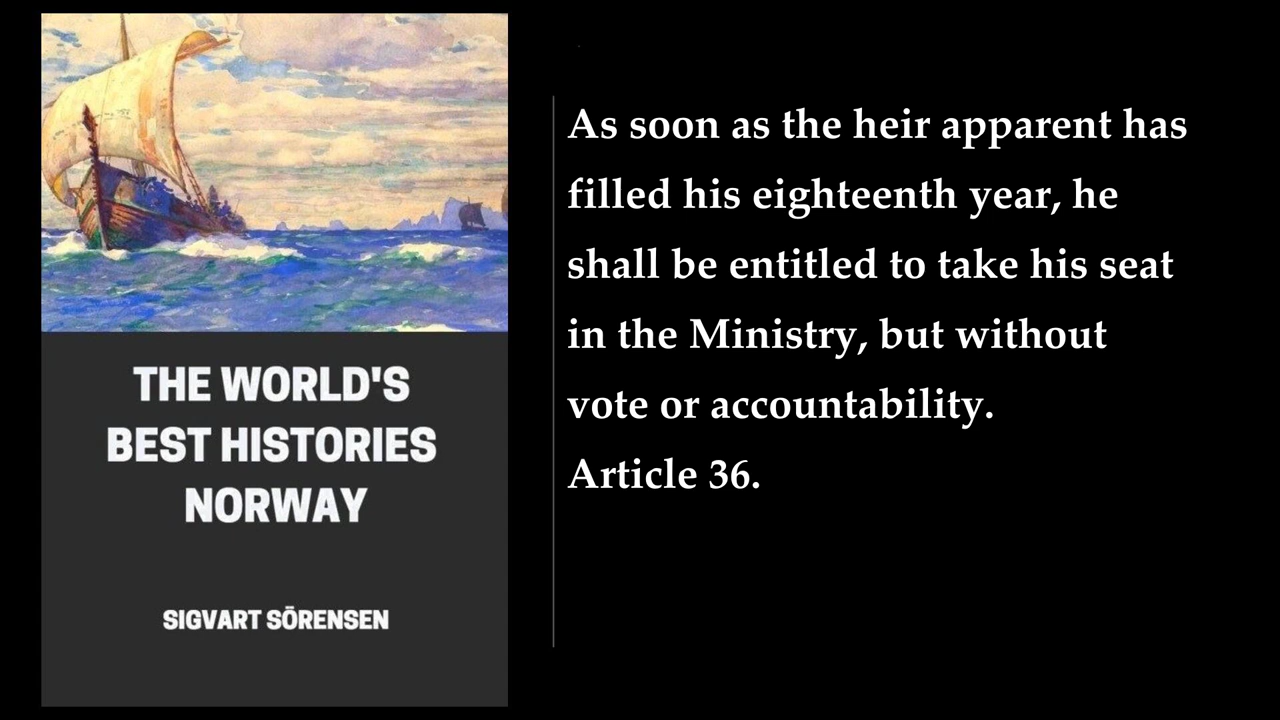 THE WORLD'S
BEST HISTORIES
NORWAY
SIGVART SÖRENSEN
As soon as the heir apparent has
filled his eighteenth year, he
shall be entitled to take his seat
in the Ministry, but without
vote or accountability.
Article 36.